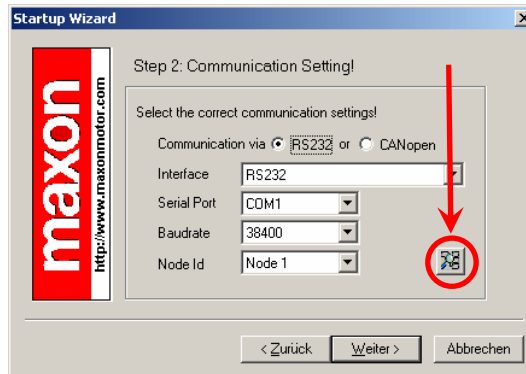 Startup Wizard
maxon
http://www.maxonmotor.com
Step 2: Communication Setting!
Select the correct communication settings!
Communication via RS232 or CANopen
Interface RS232
Serial Port COM1
Baudrate 38400
Node Id Node 1
< Zurück Weiter > Abbrechen